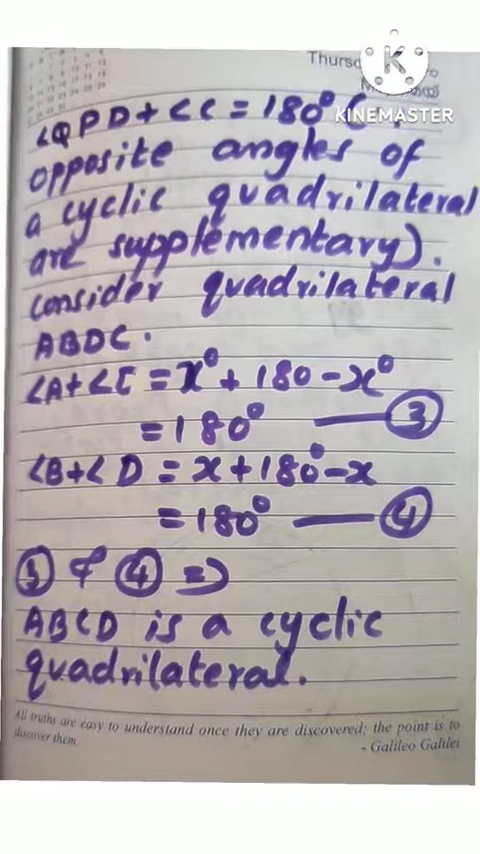 Thurs
KINEMASTER
∠QPD+∠C=180° (
opposite angles of
a cyclic quadrilateral
are supplementary).
consider quadrilateral
ABDC.
∠A+∠C = x° + 180 - x°
= 180° — ③
∠B+∠D = x + 180° - x
= 180° — ④
③ & ④ =>
ABCD is a cyclic
quadrilateral.
All truths are easy to understand once they are discovered; the point is to
discover them
- Galileo Galilei